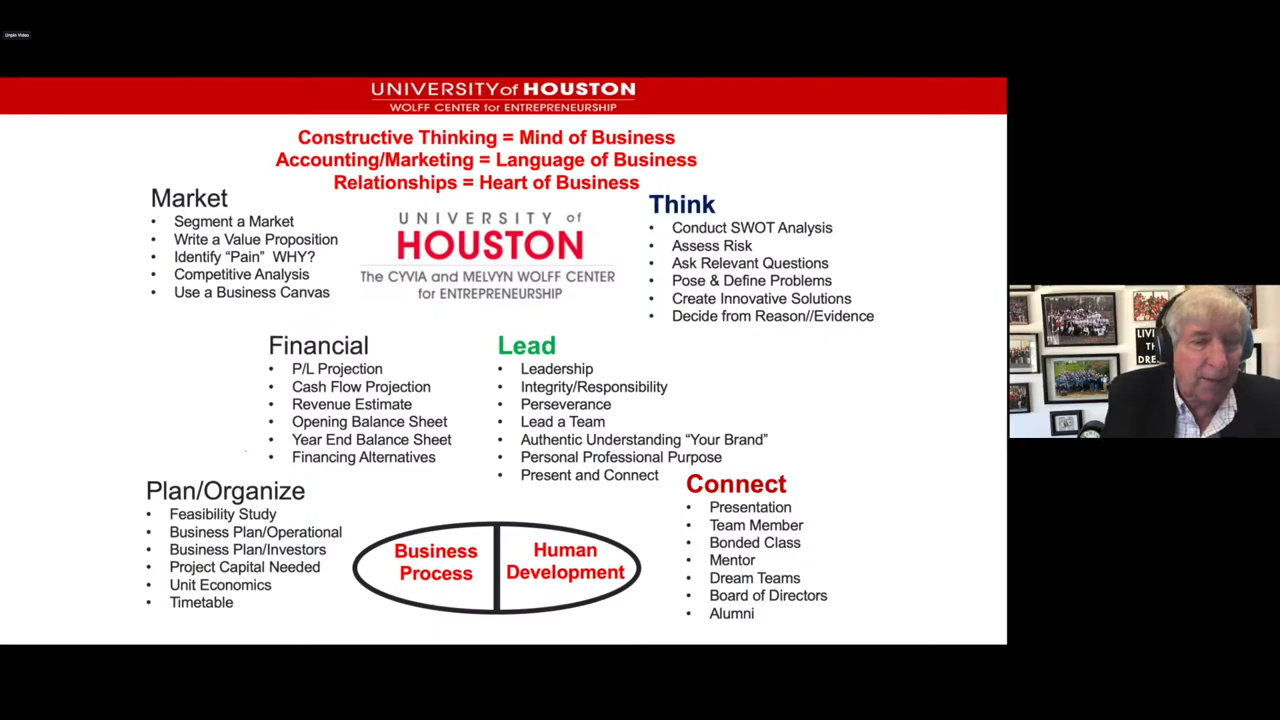 Unpin Video
UNIVERSITY of HOUSTON
WOLFF CENTER for ENTREPRENEURSHIP
Constructive Thinking = Mind of Business
Accounting/Marketing = Language of Business
Relationships = Heart of Business
Market
• Segment a Market
• Write a Value Proposition
• Identify “Pain” WHY?
• Competitive Analysis
• Use a Business Canvas
UNIVERSITY of
HOUSTON
The CYVIA and MELVYN WOLFF CENTER
for ENTREPRENEURSHIP
Think
• Conduct SWOT Analysis
• Assess Risk
• Ask Relevant Questions
• Pose & Define Problems
• Create Innovative Solutions
• Decide from Reason//Evidence
Financial
• P/L Projection
• Cash Flow Projection
• Revenue Estimate
• Opening Balance Sheet
• Year End Balance Sheet
• Financing Alternatives
Lead
• Leadership
• Integrity/Responsibility
• Perseverance
• Lead a Team
• Authentic Understanding “Your Brand”
• Personal Professional Purpose
• Present and Connect
Plan/Organize
• Feasibility Study
• Business Plan/Operational
• Business Plan/Investors
• Project Capital Needed
• Unit Economics
• Timetable
Business
Process
Human
Development
Connect
• Presentation
• Team Member
• Bonded Class
• Mentor
• Dream Teams
• Board of Directors
• Alumni